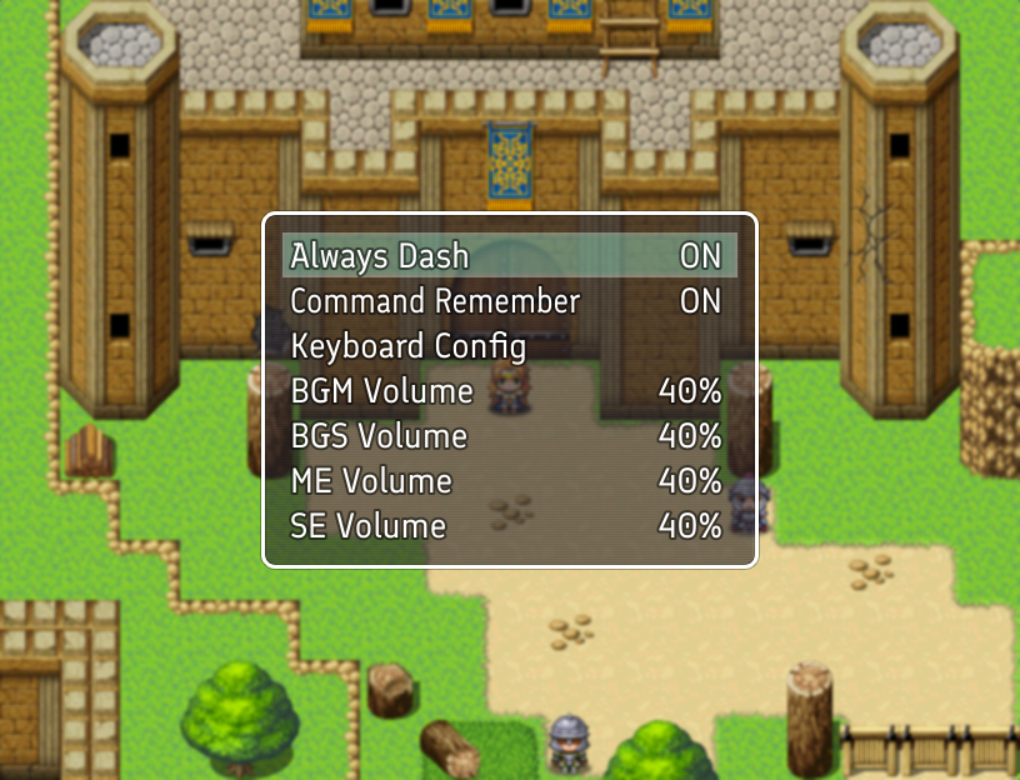 Always Dash ON
Command Remember ON
Keyboard Config
BGM Volume 40%
BGS Volume 40%
ME Volume 40%
SE Volume 40%